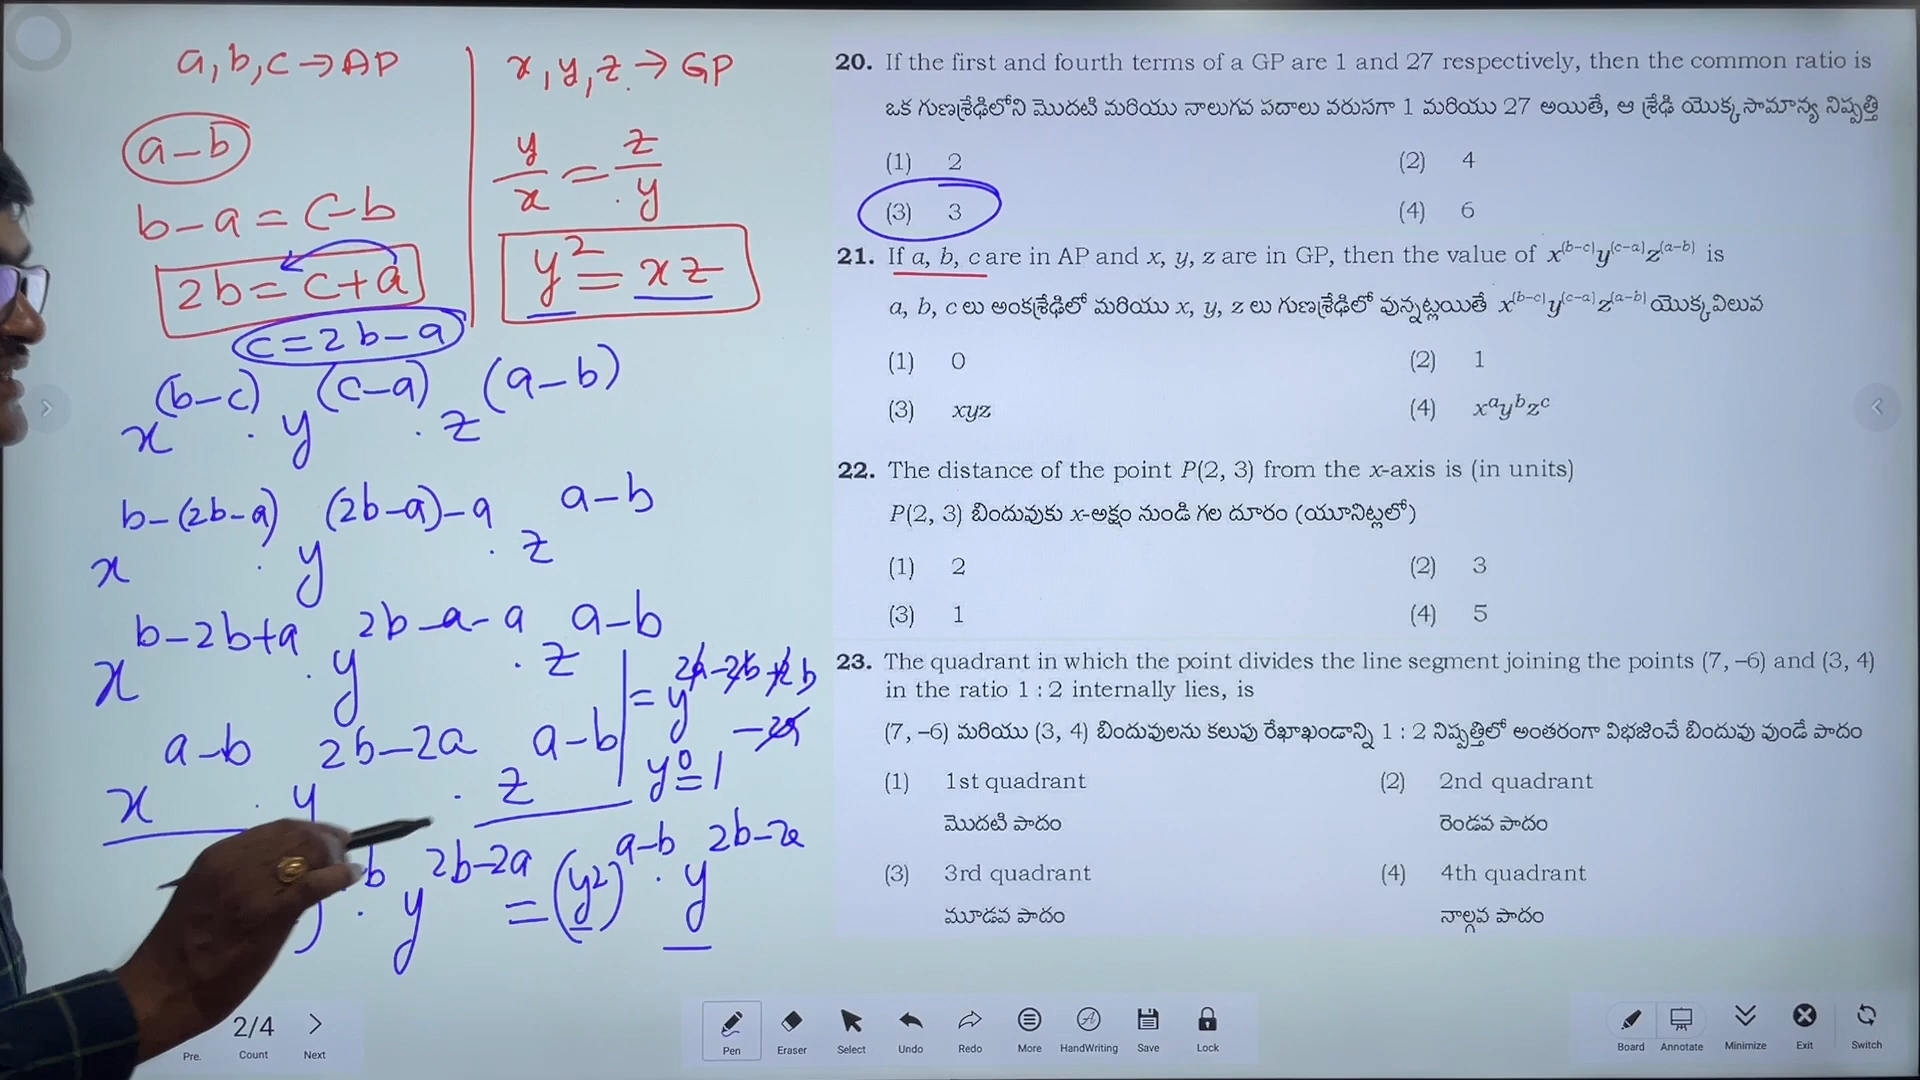 a, b, c → AP
a-b
b-a = c-b
2b = c+a
c = 2b-a
x, y, z → GP
y/x = z/y
y² = xz
x^(b-c) . y^(c-a) . z^(a-b)
x^b-(2b-a) . y^(2b-a)-a . z^a-b
x^b-2b+a . y^2b-a-a . z^a-b
x^a-b . y^2b-2a . z^a-b
= y^2a-2b+2b-2a
y⁰ = 1
b . y^2b-2a = (y²)^a-b . y^2b-2a
20. If the first and fourth terms of a GP are 1 and 27 respectively, then the common ratio is
ఒక గుణశ్రేఢిలోని మొదటి మరియు నాలుగవ పదాలు వరుసగా 1 మరియు 27 అయితే, ఆ శ్రేఢి యొక్క సామాన్య నిష్పత్తి
(1) 2 (2) 4
(3) 3 (4) 6
21. If a, b, c are in AP and x, y, z are in GP, then the value of x^(b-c)y^(c-a)z^(a-b) is
a, b, c లు అంకశ్రేఢిలో మరియు x, y, z లు గుణశ్రేఢిలో వున్నట్లయితే x^(b-c)y^(c-a)z^(a-b) యొక్క విలువ
(1) 0 (2) 1
(3) xyz (4) x^ay^bz^c
22. The distance of the point P(2, 3) from the x-axis is (in units)
P(2, 3) బిందువుకు x-అక్షం నుండి గల దూరం (యూనిట్లలో)
(1) 2 (2) 3
(3) 1 (4) 5
23. The quadrant in which the point divides the line segment joining the points (7, –6) and (3, 4)
in the ratio 1 : 2 internally lies, is
(7, –6) మరియు (3, 4) బిందువులను కలుపు రేఖాఖండాన్ని 1 : 2 నిష్పత్తిలో అంతరంగా విభజించే బిందువు వుండే పాదం
(1) 1st quadrant (2) 2nd quadrant
మొదటి పాదం రెండవ పాదం
(3) 3rd quadrant (4) 4th quadrant
మూడవ పాదం నాల్గవ పాదం
2/4
Pre. Count Next
Pen Eraser Select Undo Redo More HandWriting Save Lock
Board Annotate Minimize Exit Switch